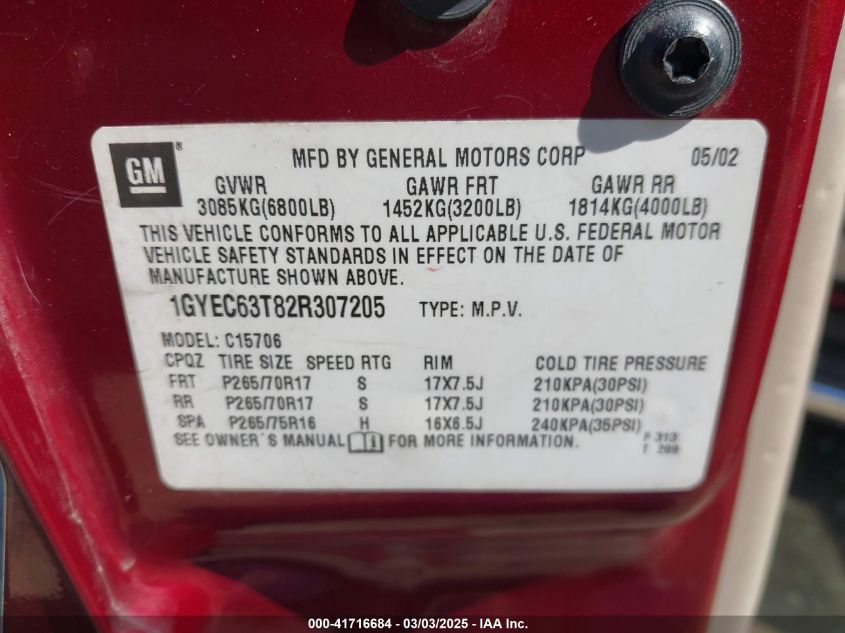 GM ® MFD BY GENERAL MOTORS CORP 05/02
GVWR GAWR FRT GAWR RR
3085KG(6800LB) 1452KG(3200LB) 1814KG(4000LB)
THIS VEHICLE CONFORMS TO ALL APPLICABLE U.S. FEDERAL MOTOR
VEHICLE SAFETY STANDARDS IN EFFECT ON THE DATE OF
MANUFACTURE SHOWN ABOVE.
1GYEC63T82R307205 TYPE: M.P.V.
MODEL: C15706
CPQZ TIRE SIZE SPEED RTG RIM COLD TIRE PRESSURE
FRT P265/70R17 S 17X7.5J 210KPA(30PSI)
RR P265/70R17 S 17X7.5J 210KPA(30PSI)
SPA P265/75R16 H 16X6.5J 240KPA(35PSI)
SEE OWNER'S MANUAL i FOR MORE INFORMATION.
000-41716684 - 03/03/2025 - IAA Inc.